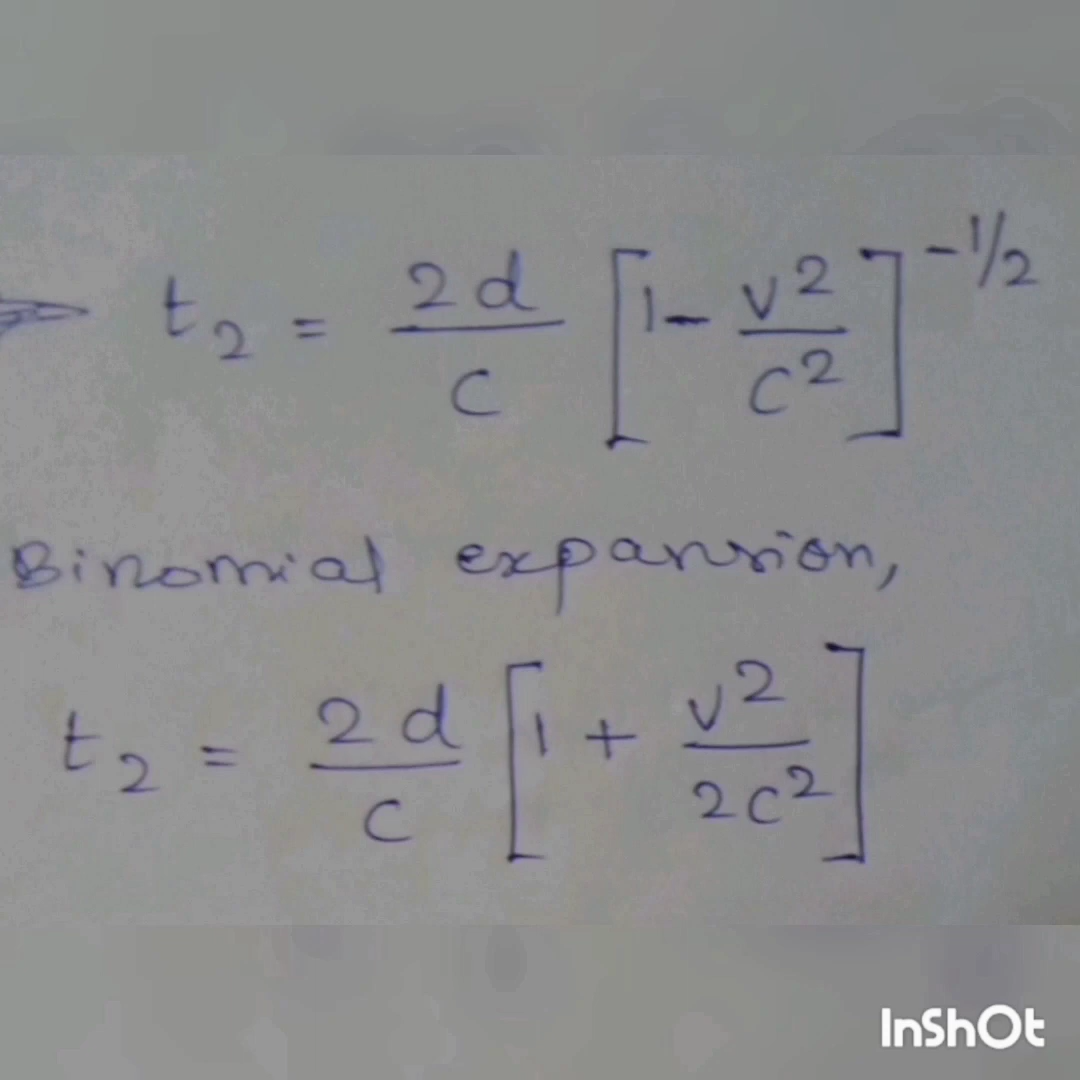 t₂ = 2d/C [1 - v²/C²]^-1/2
Binomial expansion,
t₂ = 2d/C [1 + v²/2C²]
InShOt